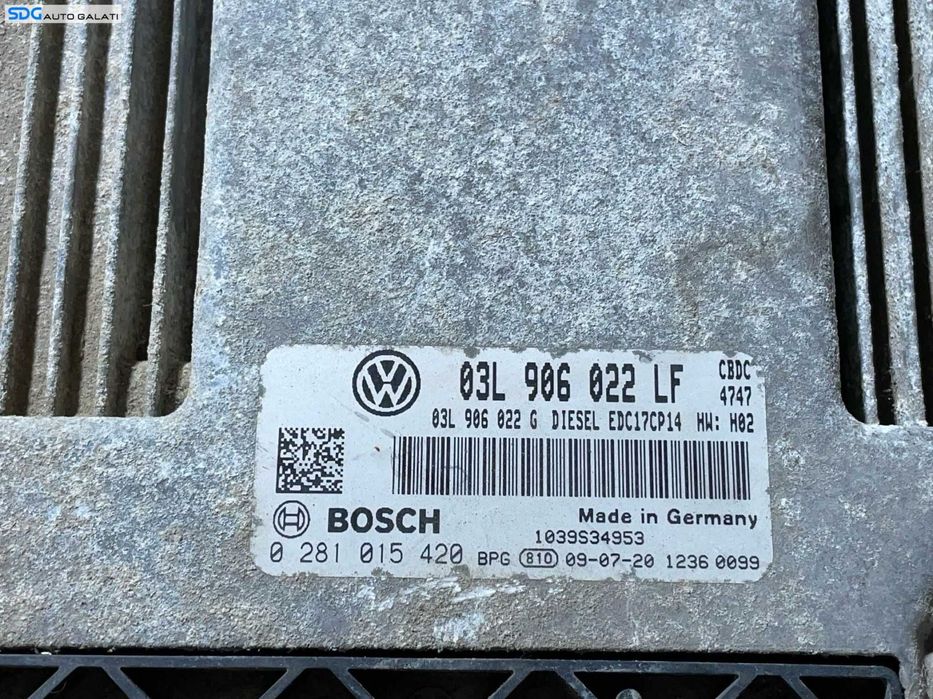 SDG AUTO GALATI
03L 906 022 LF CBDC
4747
03L 906 022 G DIESEL EDC17CP14 HW: H02
BOSCH Made in Germany
1039S34953
0 281 015 420 BPG 810 09-07-20 1236 0099